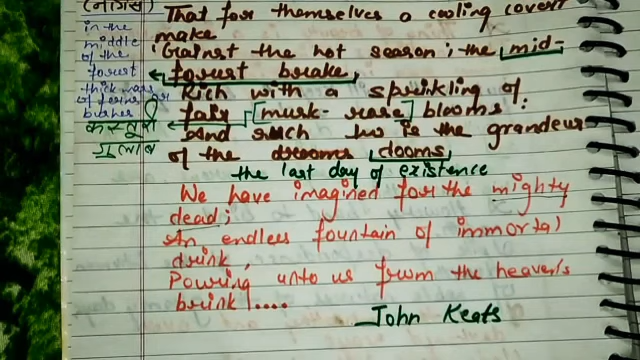 (नरगिस)
That for themselves a cooling covert
make
'Gainst the hot season; the mid-
forest brake,
in the
middle
of the
forest
thick mass
of ferns or
bushes
Rich with a sprinkling of
fair musk-rose blooms:
कस्तूरी
गुलाब
And such too is the grandeur
of the dooms
the last day of existence
We have imagined for the mighty
dead;
An endless fountain of immortal
drink,
Pouring unto us from the heaven's
brink....
John Keats